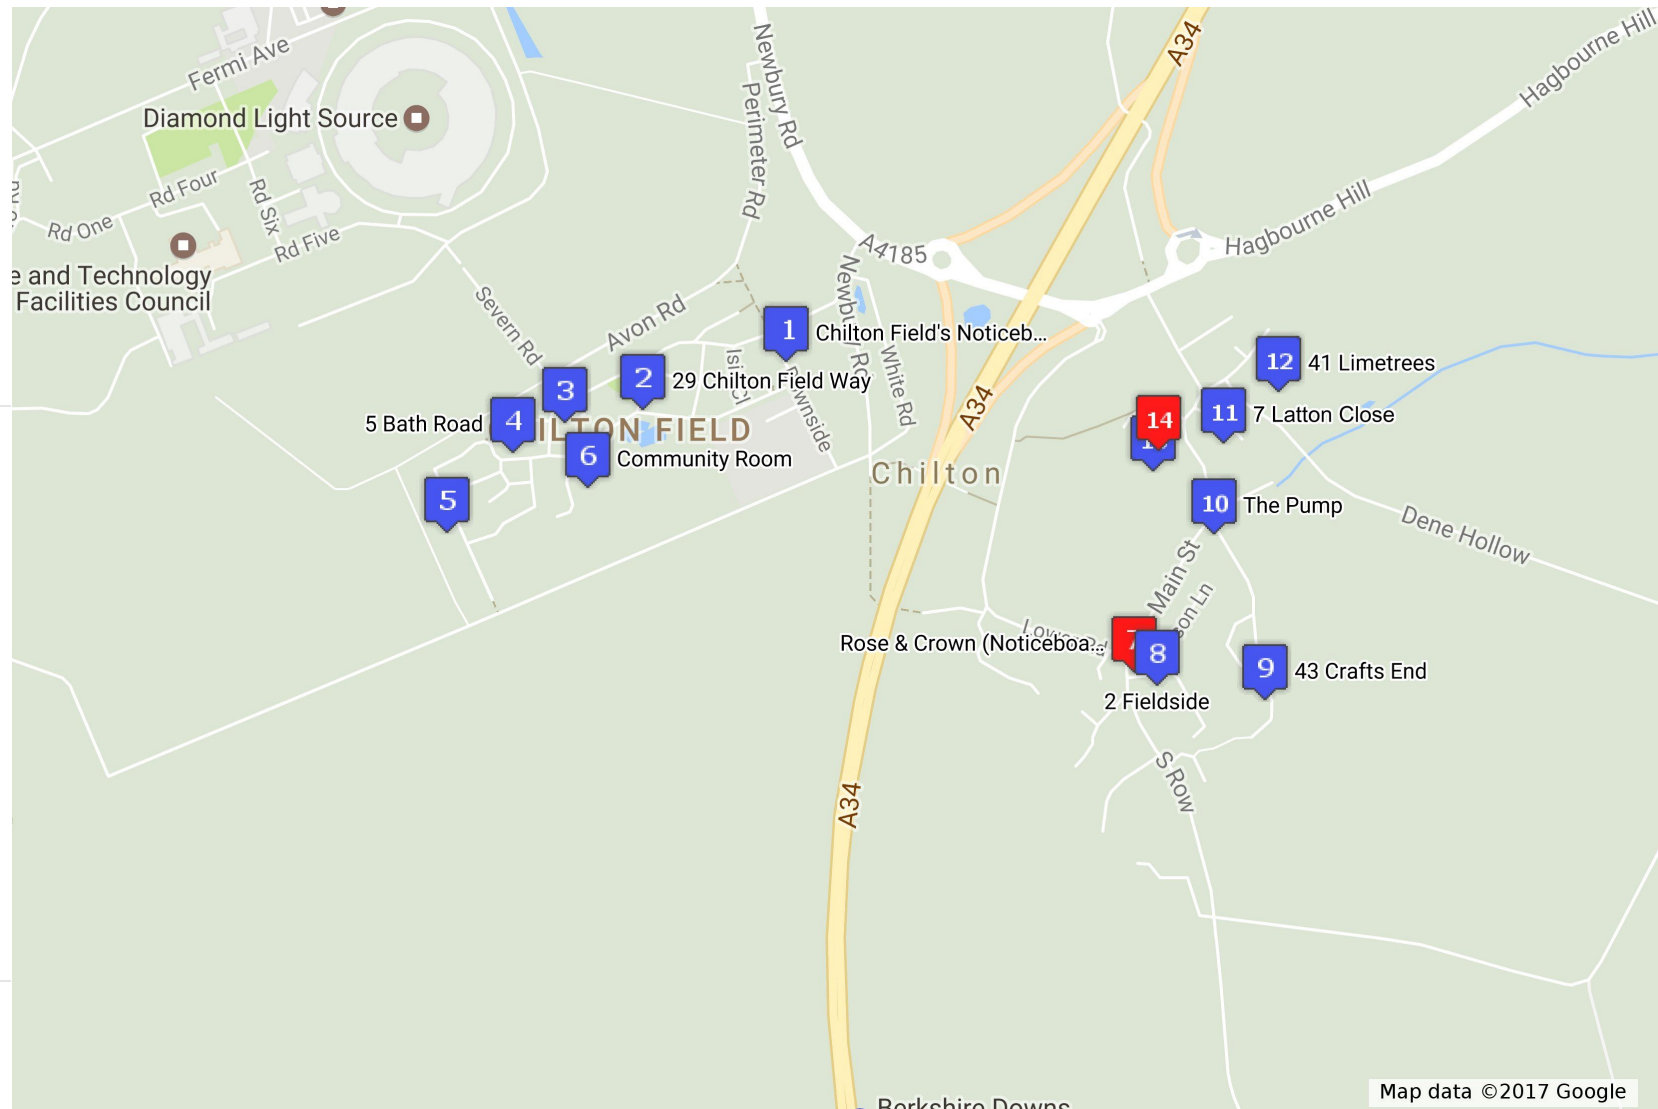 Fermi Ave
Diamond Light Source
Rd Four
Rd One
Rd Six
Rd Five
e and Technology
Facilities Council
Newbury Rd
Perimeter Rd
A34
Hagbourne Hill
Hagbourne Hill
A4185
Severn Rd
Avon Rd
Newbury Rd
White Rd
1
Chilton Field's Noticeb...
2
29 Chilton Field Way
3
4
5 Bath Road
ILTON FIELD
6
Community Room
5
A34
Chilton
12
41 Limetrees
11
7 Latton Close
14
10
The Pump
Dene Hollow
Main St
Rose & Crown (Noticeboa...
7
8
2 Fieldside
9
43 Crafts End
S Row
A34
Berkshire Downs
Map data ©2017 Google